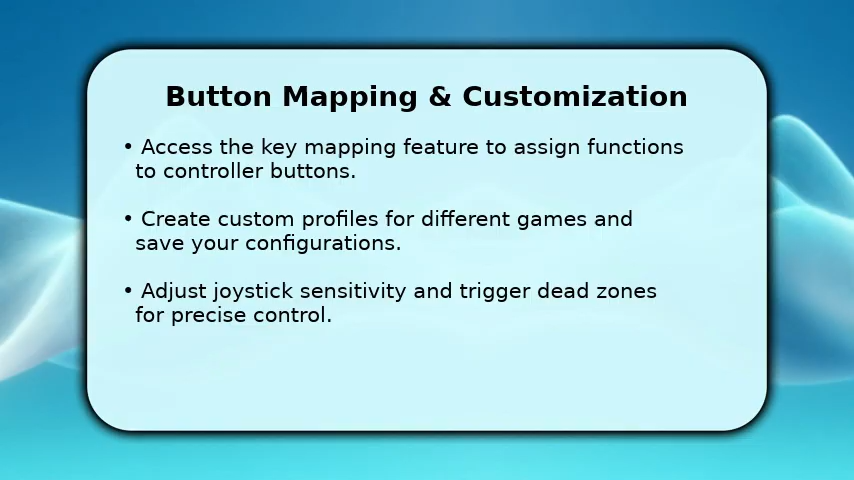 Button Mapping & Customization
• Access the key mapping feature to assign functions
to controller buttons.
• Create custom profiles for different games and
save your configurations.
• Adjust joystick sensitivity and trigger dead zones
for precise control.